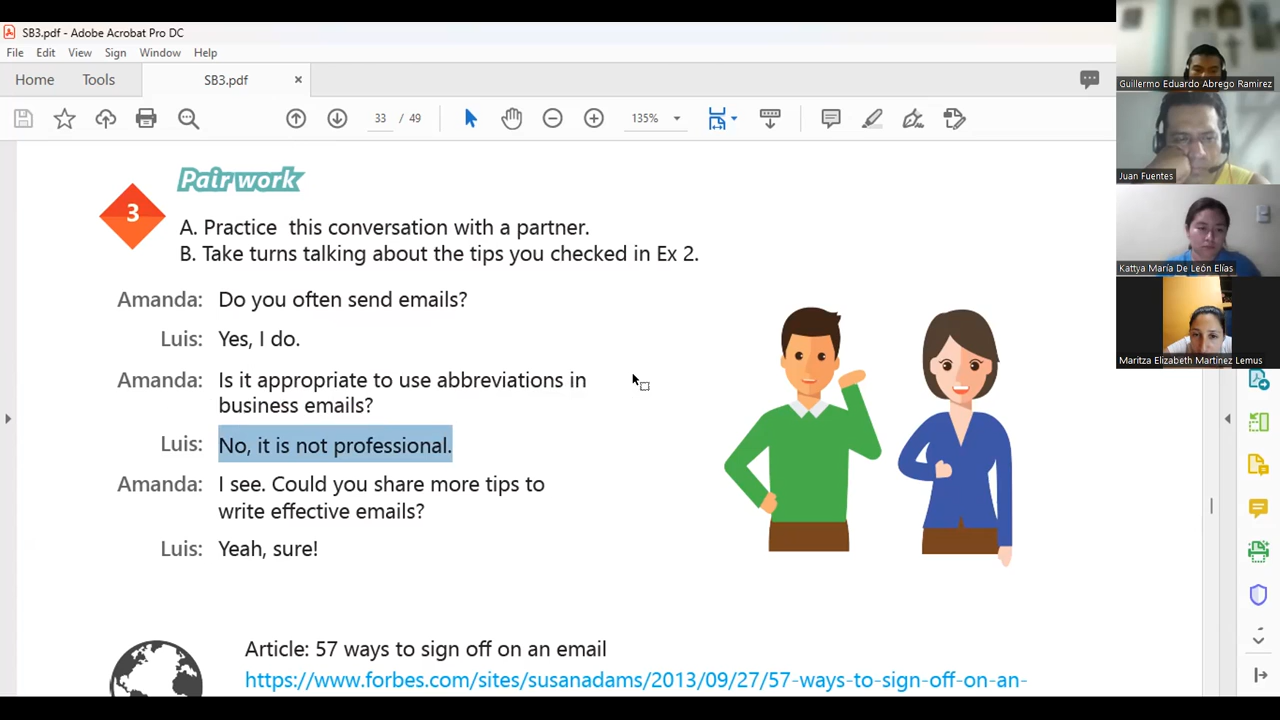 SB3.pdf - Adobe Acrobat Pro DC
File Edit View Sign Window Help
Home Tools SB3.pdf ×
33 / 49 135%
Pair work
3
A. Practice this conversation with a partner.
B. Take turns talking about the tips you checked in Ex 2.
Amanda: Do you often send emails?
Luis: Yes, I do.
Amanda: Is it appropriate to use abbreviations in
business emails?
Luis: No, it is not professional.
Amanda: I see. Could you share more tips to
write effective emails?
Luis: Yeah, sure!
Article: 57 ways to sign off on an email
https://www.forbes.com/sites/susanadams/2013/09/27/57-ways-to-sign-off-on-an-
Guillermo Eduardo Abrego Ramirez
Juan Fuentes
Kattya María De León Elías
Maritza Elizabeth Martinez Lemus